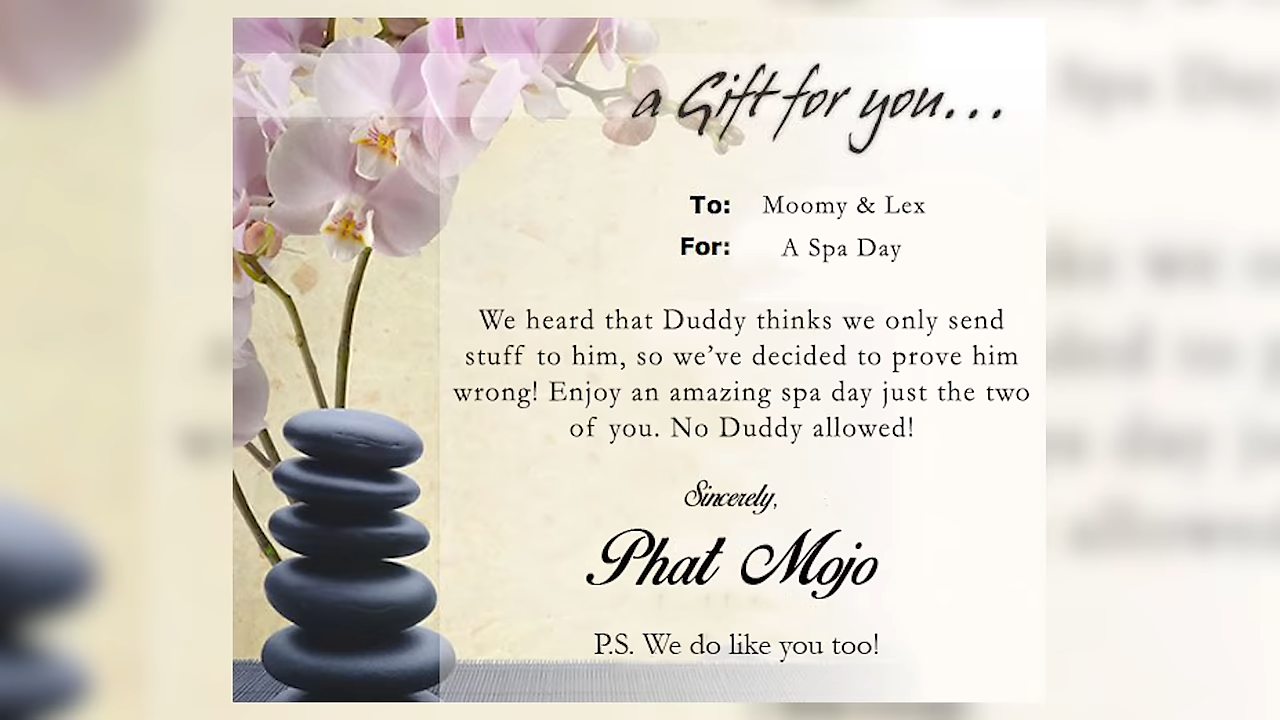 a Gift for you...
To: Moomy & Lex
For: A Spa Day
We heard that Duddy thinks we only send
stuff to him, so we've decided to prove him
wrong! Enjoy an amazing spa day just the two
of you. No Duddy allowed!
Sincerely,
Phat Mojo
P.S. We do like you too!